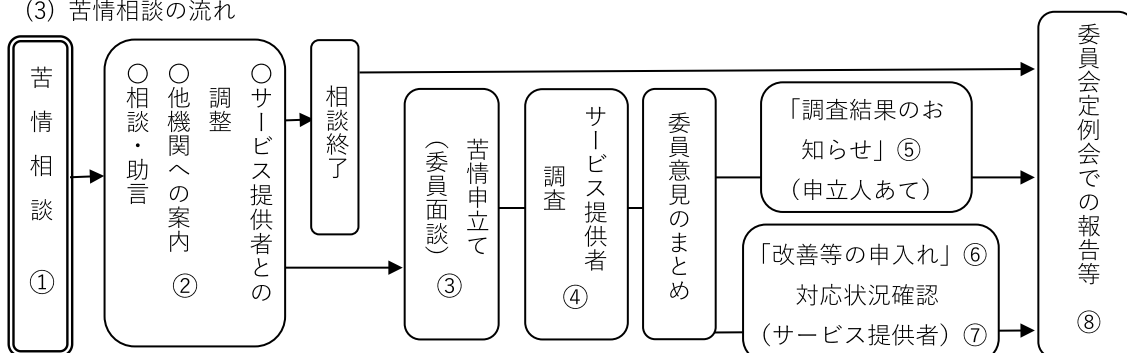 （3）苦情相談の流れ
苦情相談　①
○サービス提供者との
調整
○他機関への案内　②
○相談・助言
相談終了
苦情申立て
（委員面談）　③
サービス提供者
調査　④
委員意見のまとめ
「調査結果のお
知らせ」⑤
（申立人あて）
「改善等の申入れ」⑥
対応状況確認
（サービス提供者）⑦
委員会定例会での報告等　⑧